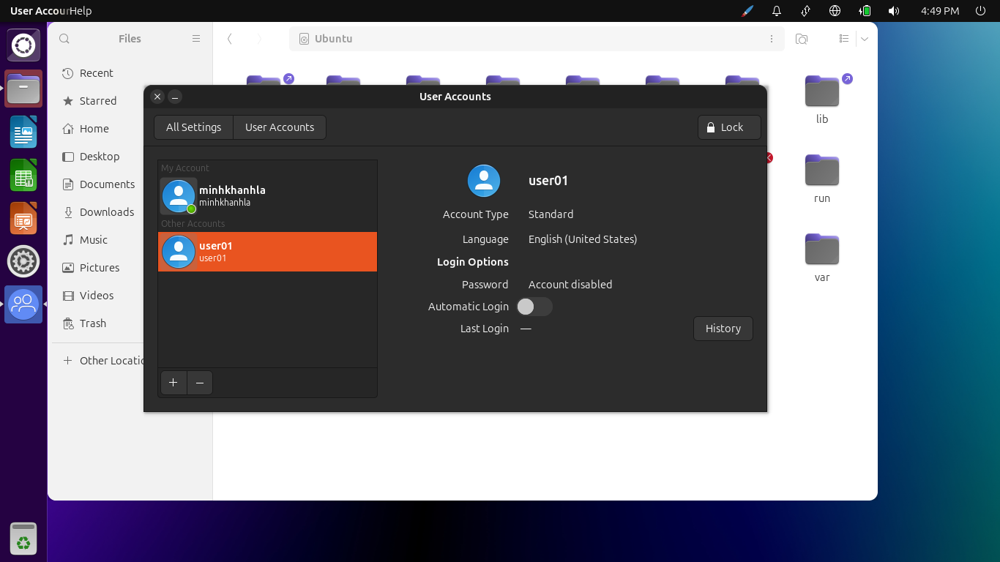 User Accou Help
4:49 PM
Files
Ubuntu
Recent
Starred
Home
Desktop
Documents
Downloads
Music
Pictures
Videos
Trash
Other Locatio
lib
run
var
User Accounts
All Settings
User Accounts
Lock
My Account
minhkhanhla
minhkhanhla
Other Accounts
user01
user01
user01
Account Type Standard
Language English (United States)
Login Options
Password Account disabled
Automatic Login
Last Login —
History